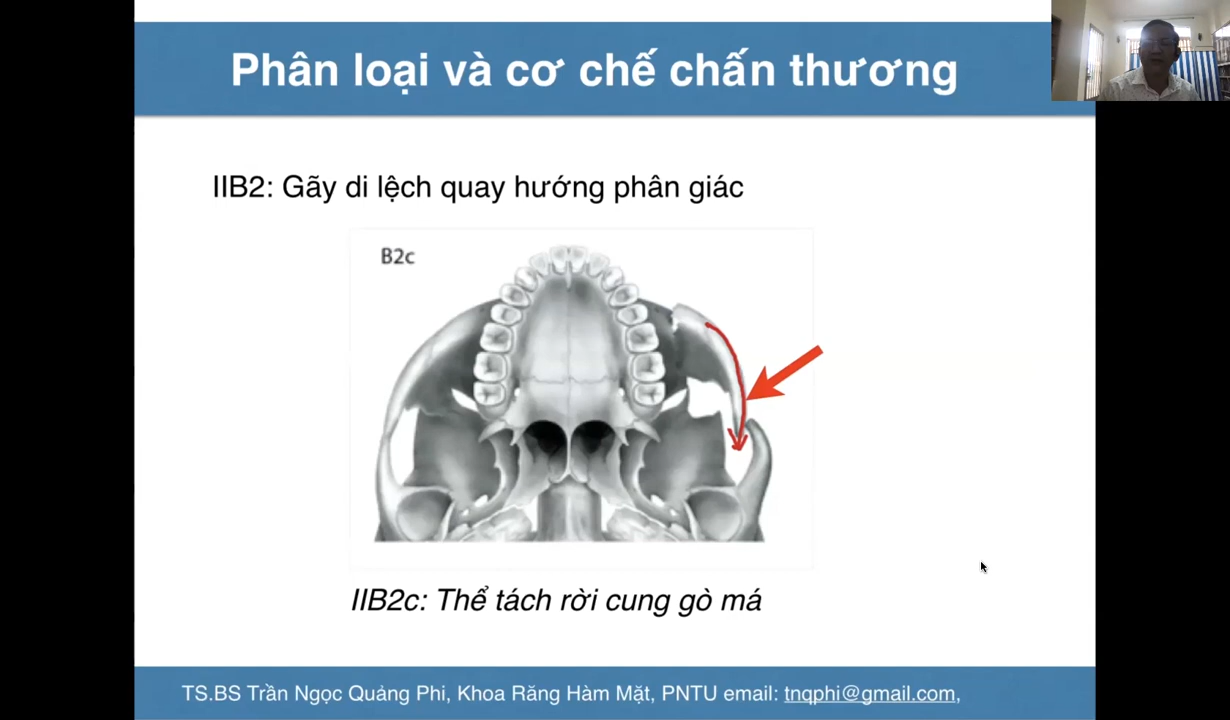 Phân loại và cơ chế chấn thương
IIB2: Gãy di lệch quay hướng phân giác
B2c
IIB2c: Thể tách rời cung gò má
TS.BS Trần Ngọc Quảng Phi, Khoa Răng Hàm Mặt, PNTU email: tnqphi@gmail.com,